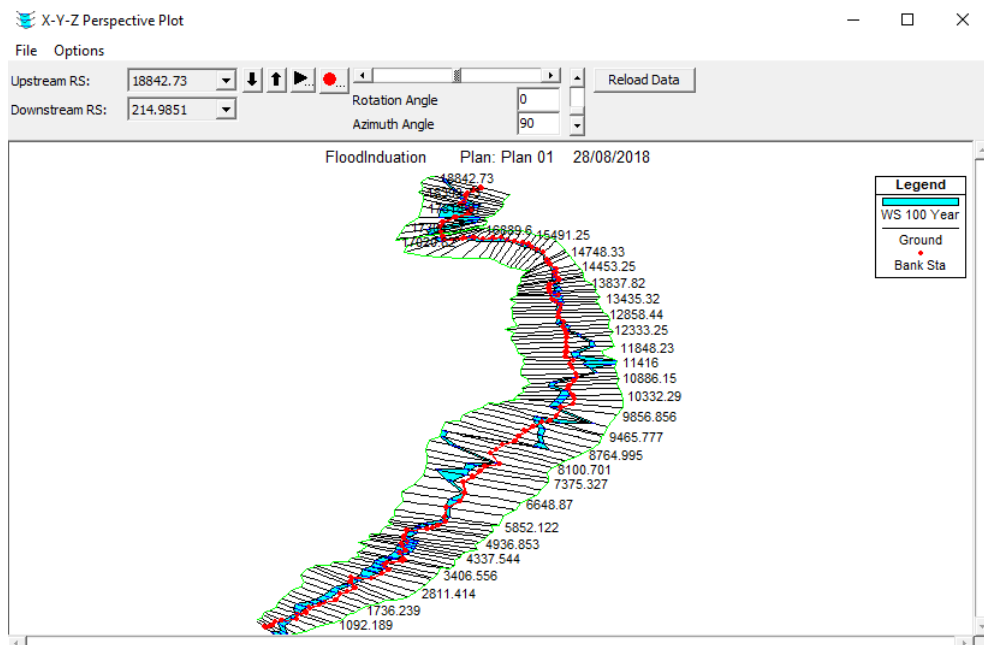 X-Y-Z Perspective Plot
File Options
Upstream RS: 18842.73
Downstream RS: 214.9851
Rotation Angle 0
Azimuth Angle 90
Reload Data
FloodInduation Plan: Plan 01 28/08/2018
Legend
WS 100 Year
Ground
Bank Sta
18842.73
16889.6
15491.25
14748.33
14453.25
13837.82
13435.32
12858.44
12333.25
11848.23
11416
10886.15
10332.29
9856.856
9465.777
8764.995
8100.701
7375.327
6648.87
5852.122
4936.853
4337.544
3406.556
2811.414
1736.239
1092.189